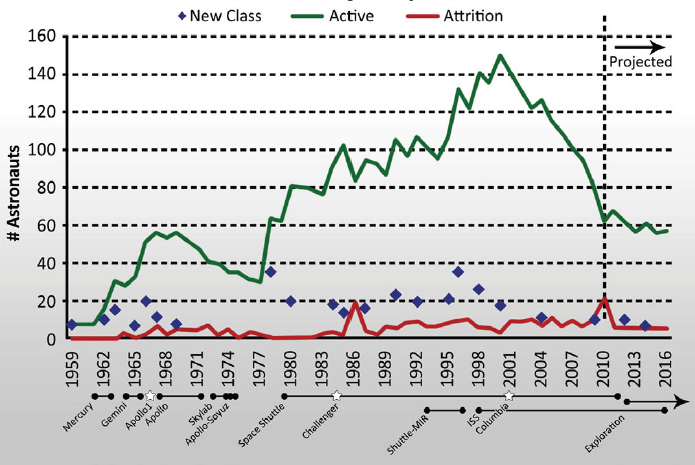 New Class
Active
Attrition
160
140
120
100
80
60
40
20
0
# Astronauts
Projected
1959
1962
1965
1968
1971
1974
1977
1980
1983
1986
1989
1992
1995
1998
2001
2004
2007
2010
2013
2016
Mercury
Gemini
Apollo1
Apollo
Skylab
Apollo-Spyuz
Space Shuttle
Challenger
Shuttle-MIR
ISS
Columbia
Exploration